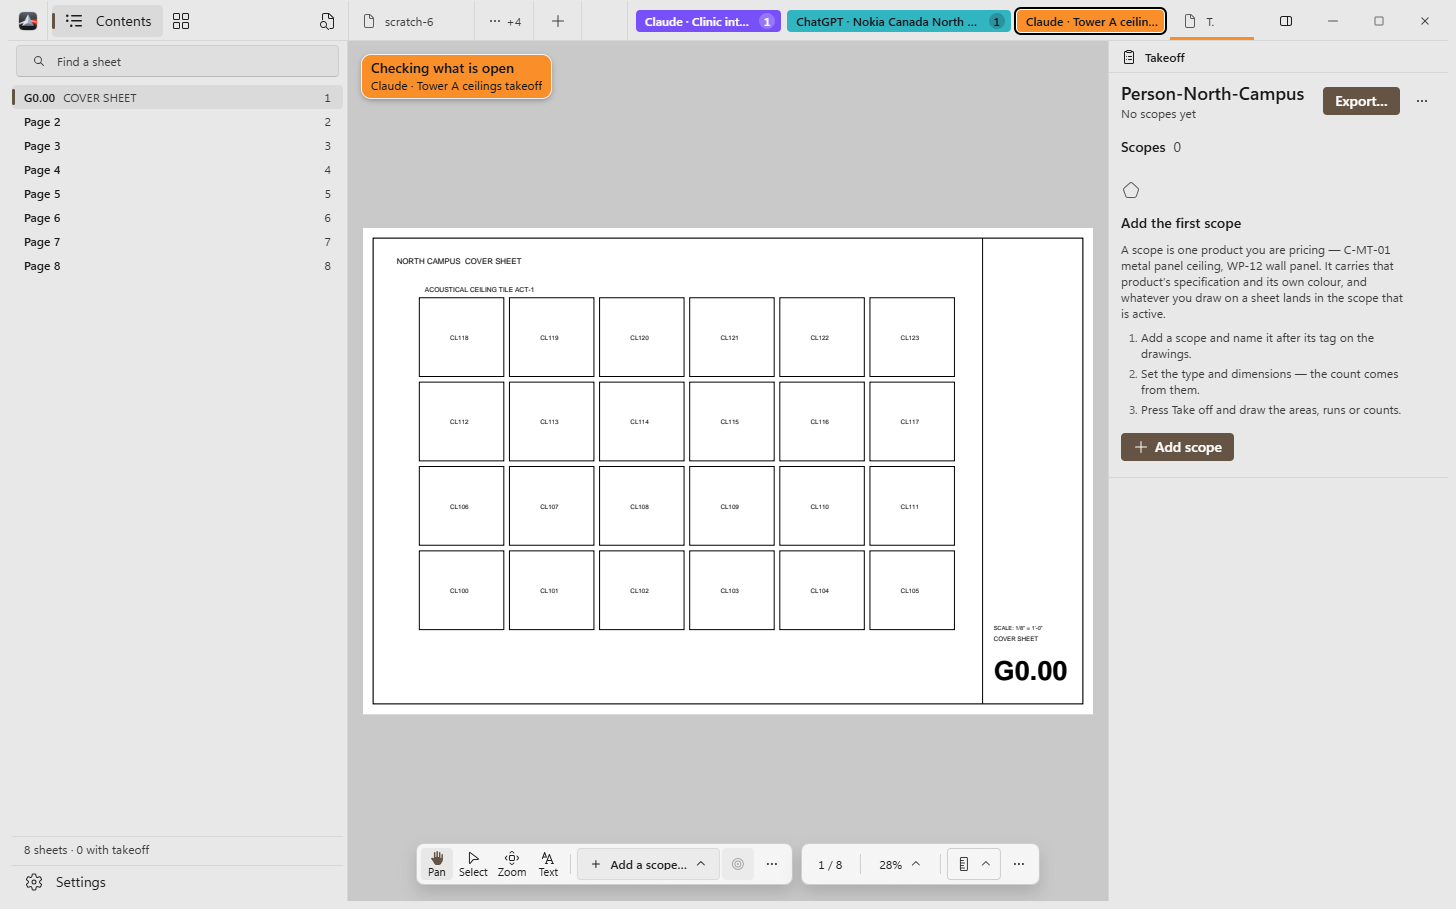 Contents
scratch-6
··· +4
Claude · Clinic int... 1
ChatGPT · Nokia Canada North ... 1
Claude · Tower A ceilin...
T.
Find a sheet
G0.00 COVER SHEET 1
Page 2 2
Page 3 3
Page 4 4
Page 5 5
Page 6 6
Page 7 7
Page 8 8
8 sheets · 0 with takeoff
Settings
Checking what is open
Claude · Tower A ceilings takeoff
NORTH CAMPUS COVER SHEET
ACOUSTICAL CEILING TILE ACT-1
CL118 CL119 CL120 CL121 CL122 CL123
CL112 CL113 CL114 CL115 CL116 CL117
CL106 CL107 CL108 CL109 CL110 CL111
CL100 CL101 CL102 CL103 CL104 CL105
SCALE: 1/8" = 1'-0"
COVER SHEET
G0.00
Pan
Select
Zoom
Text
Add a scope...
1 / 8
28%
Takeoff
Person-North-Campus
No scopes yet
Export...
Scopes 0
Add the first scope
A scope is one product you are pricing — C-MT-01
metal panel ceiling, WP-12 wall panel. It carries that
product's specification and its own colour, and
whatever you draw on a sheet lands in the scope that
is active.
1. Add a scope and name it after its tag on the
drawings.
2. Set the type and dimensions — the count comes
from them.
3. Press Take off and draw the areas, runs or counts.
Add scope